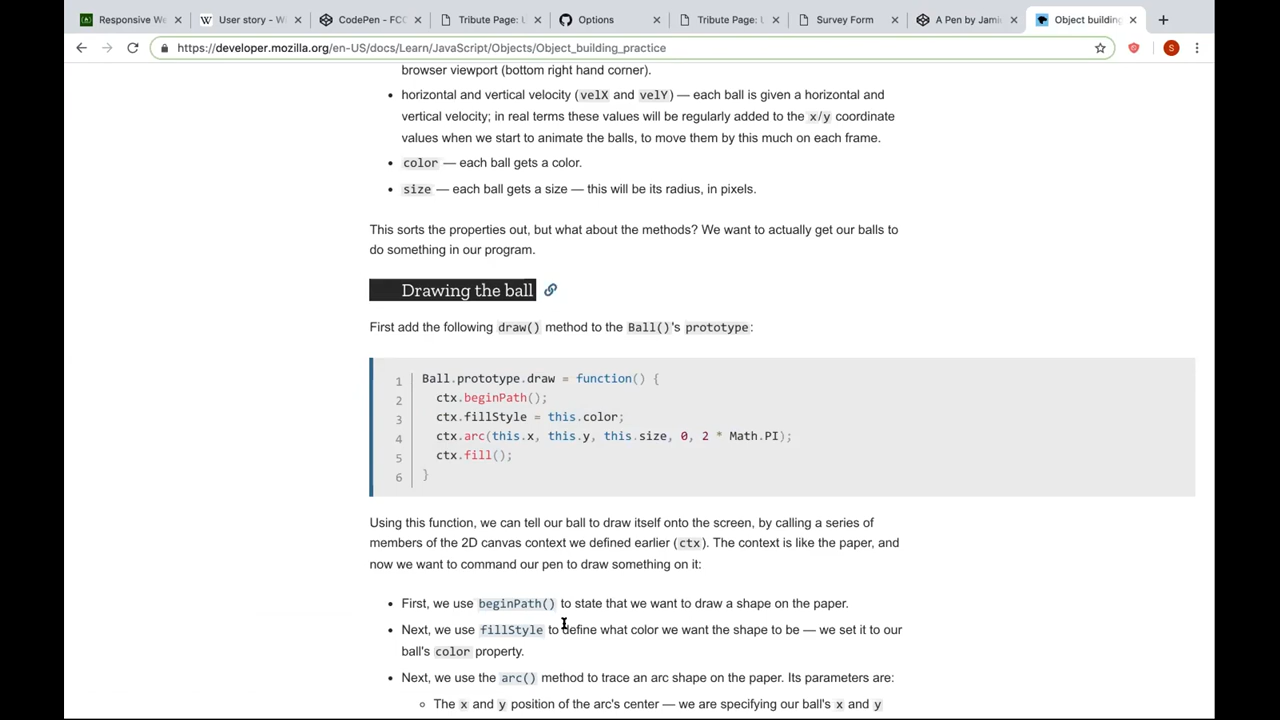 Responsive We
User story - Wi
CodePen - FCC
Tribute Page: U
Options
Tribute Page: U
Survey Form
A Pen by Jami
Object building
https://developer.mozilla.org/en-US/docs/Learn/JavaScript/Objects/Object_building_practice
S
browser viewport (bottom right hand corner).
• horizontal and vertical velocity (velX and velY) — each ball is given a horizontal and
vertical velocity; in real terms these values will be regularly added to the x/y coordinate
values when we start to animate the balls, to move them by this much on each frame.
• color — each ball gets a color.
• size — each ball gets a size — this will be its radius, in pixels.
This sorts the properties out, but what about the methods? We want to actually get our balls to
do something in our program.
Drawing the ball
First add the following draw() method to the Ball()'s prototype:
1 Ball.prototype.draw = function() {
2 ctx.beginPath();
3 ctx.fillStyle = this.color;
4 ctx.arc(this.x, this.y, this.size, 0, 2 * Math.PI);
5 ctx.fill();
6 }
Using this function, we can tell our ball to draw itself onto the screen, by calling a series of
members of the 2D canvas context we defined earlier (ctx). The context is like the paper, and
now we want to command our pen to draw something on it:
• First, we use beginPath() to state that we want to draw a shape on the paper.
• Next, we use fillStyle to define what color we want the shape to be — we set it to our
ball's color property.
• Next, we use the arc() method to trace an arc shape on the paper. Its parameters are:
○ The x and y position of the arc's center — we are specifying our ball's x and y